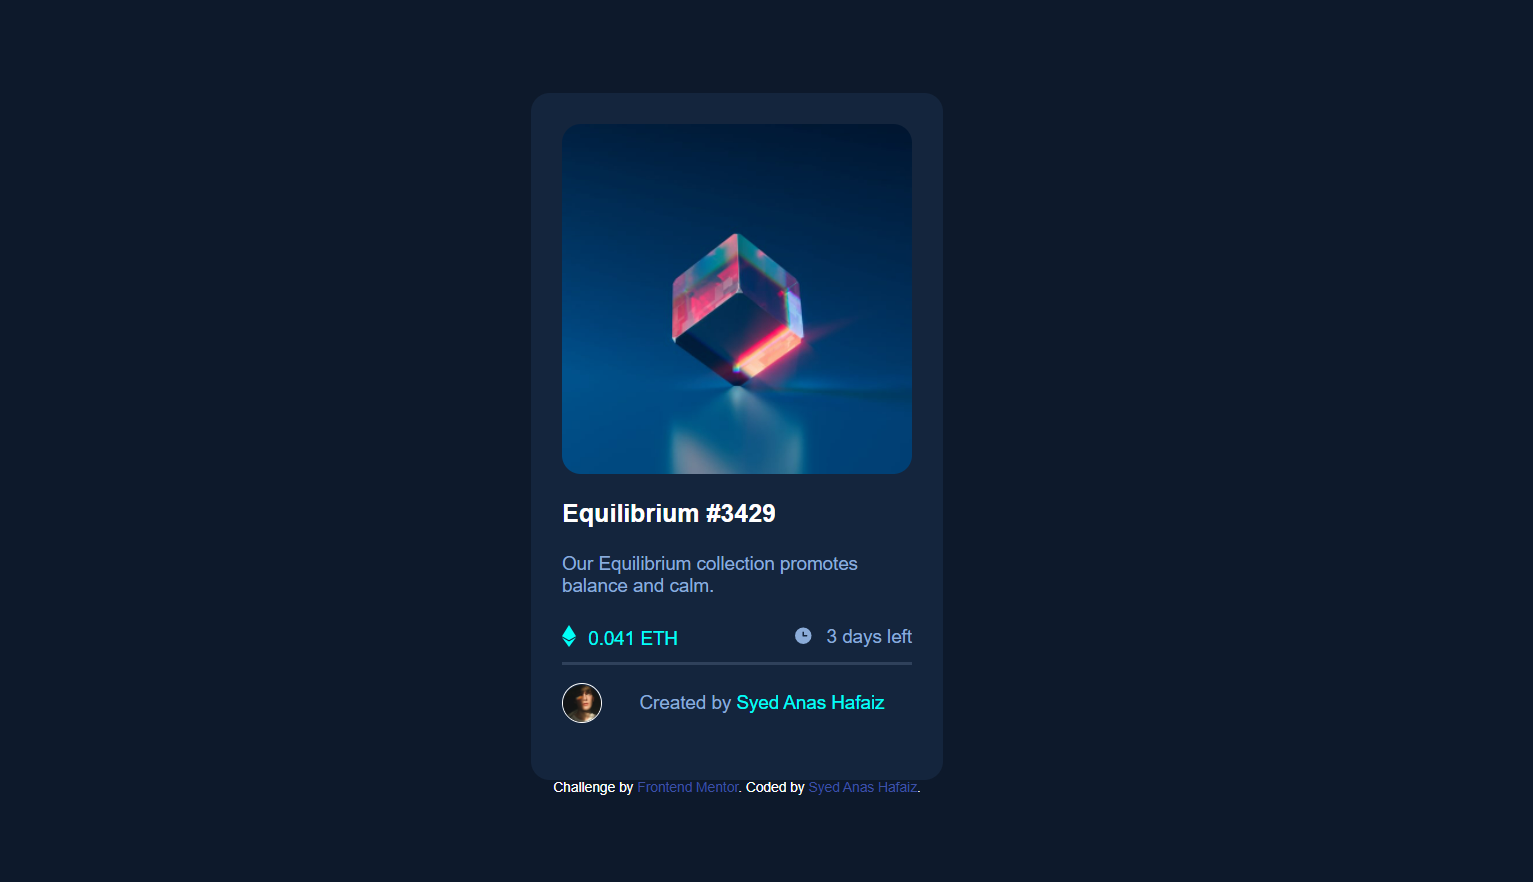 Equilibrium #3429
Our Equilibrium collection promotes
balance and calm.
0.041 ETH 3 days left
Created by Syed Anas Hafaiz
Challenge by Frontend Mentor. Coded by Syed Anas Hafaiz.